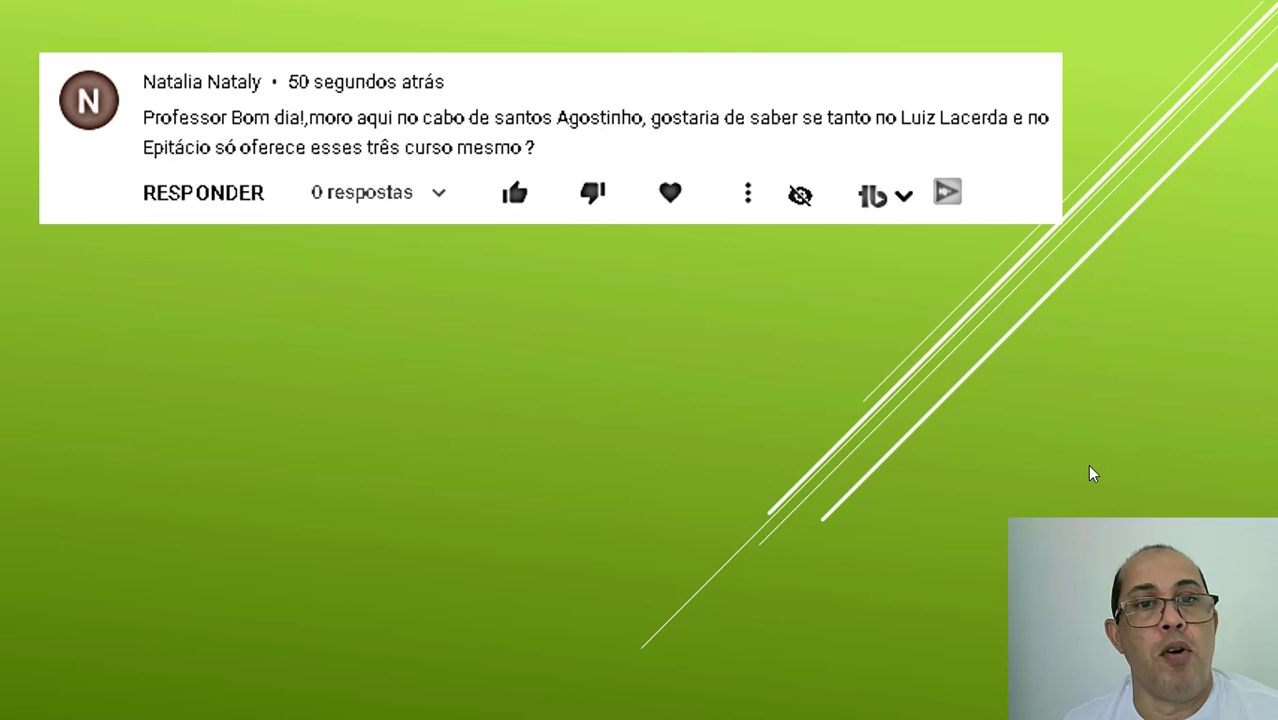 N
Natalia Nataly • 50 segundos atrás
Professor Bom dia!,moro aqui no cabo de santos Agostinho, gostaria de saber se tanto no Luiz Lacerda e no
Epitácio só oferece esses três curso mesmo ?
RESPONDER 0 respostas